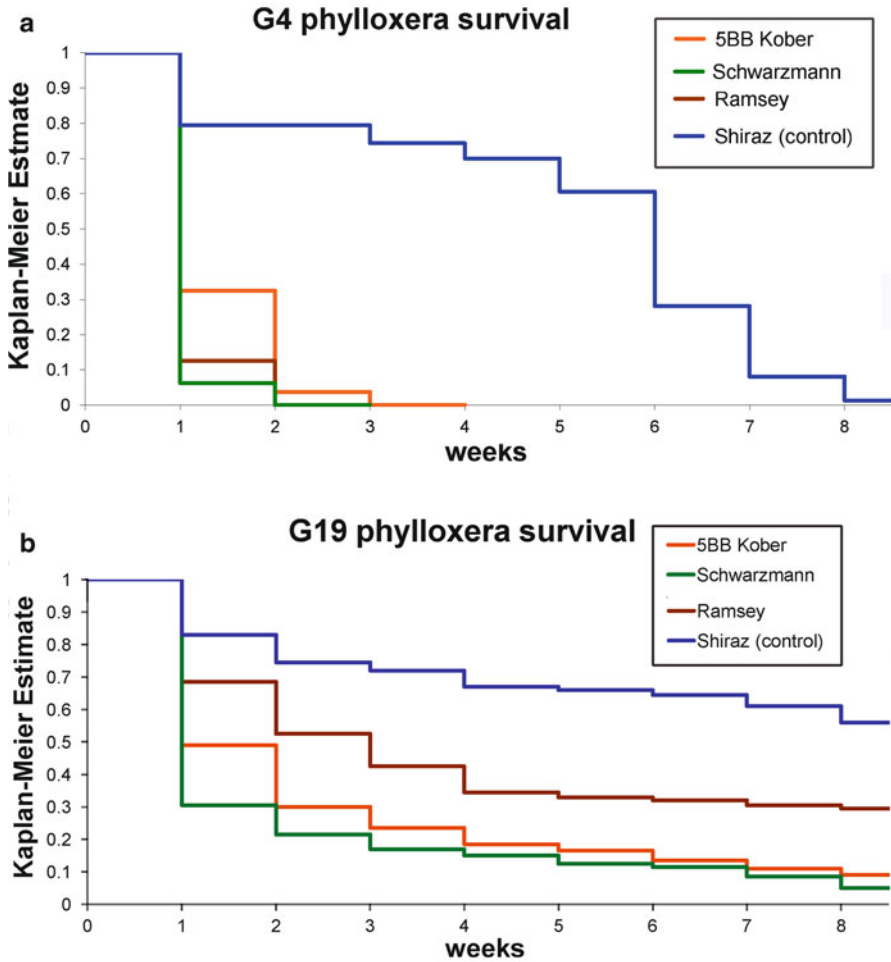 a
G4 phylloxera survival
5BB Kober
Schwarzmann
Ramsey
Shiraz (control)
Kaplan-Meier Estmate
1
0.9
0.8
0.7
0.6
0.5
0.4
0.3
0.2
0.1
0
0 1 2 3 4 5 6 7 8
weeks
b
G19 phylloxera survival
5BB Kober
Schwarzmann
Ramsey
Shiraz (control)
Kaplan-Meier Estimate
1
0.9
0.8
0.7
0.6
0.5
0.4
0.3
0.2
0.1
0
0 1 2 3 4 5 6 7 8
weeks